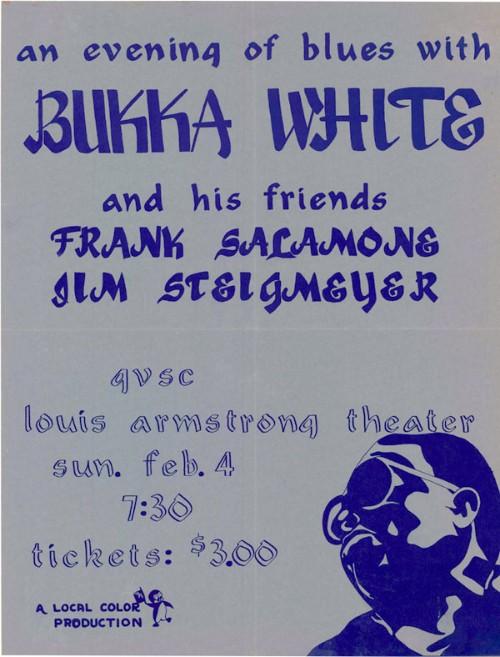 an evening of blues with
BUKKA WHITE
and his friends
FRANK SALAMONE
JIM STEIGMEYER
gvsc
louis armstrong theater
sun. feb. 4
7:30
tickets: $3.00
A LOCAL COLOR
PRODUCTION